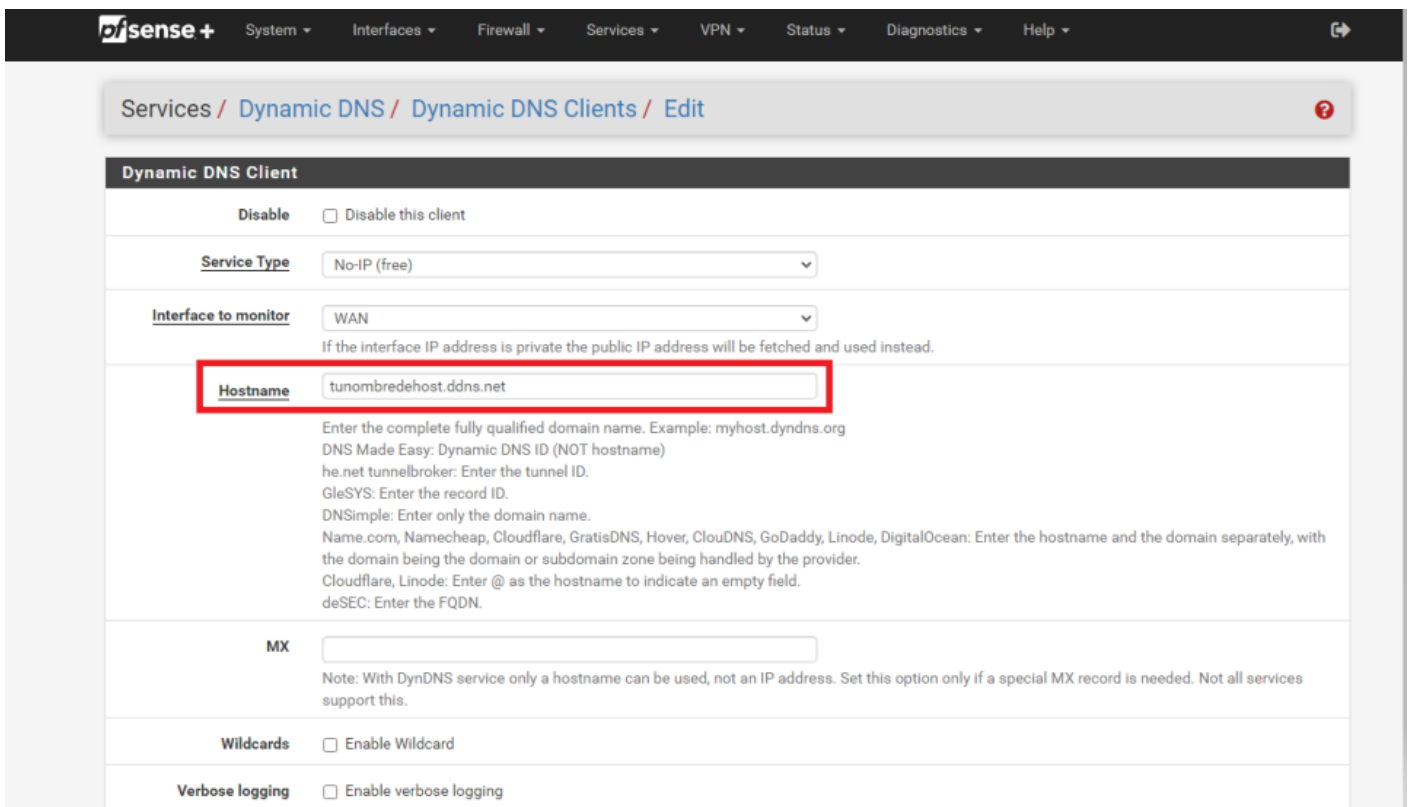 pfsense+ System Interfaces Firewall Services VPN Status Diagnostics Help
Services / Dynamic DNS / Dynamic DNS Clients / Edit
Dynamic DNS Client
Disable Disable this client
Service Type No-IP (free)
Interface to monitor WAN
If the interface IP address is private the public IP address will be fetched and used instead.
Hostname tunombredehost.ddns.net
Enter the complete fully qualified domain name. Example: myhost.dyndns.org
DNS Made Easy: Dynamic DNS ID (NOT hostname)
he.net tunnelbroker: Enter the tunnel ID.
GleSYS: Enter the record ID.
DNSimple: Enter only the domain name.
Name.com, Namecheap, Cloudflare, GratisDNS, Hover, ClouDNS, GoDaddy, Linode, DigitalOcean: Enter the hostname and the domain separately, with
the domain being the domain or subdomain zone being handled by the provider.
Cloudflare, Linode: Enter @ as the hostname to indicate an empty field.
deSEC: Enter the FQDN.
MX
Note: With DynDNS service only a hostname can be used, not an IP address. Set this option only if a special MX record is needed. Not all services
support this.
Wildcards Enable Wildcard
Verbose logging Enable verbose logging